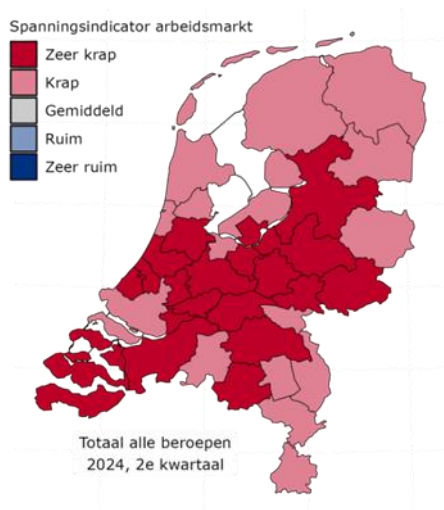 Spanningsindicator arbeidsmarkt
Zeer krap
Krap
Gemiddeld
Ruim
Zeer ruim
Totaal alle beroepen
2024, 2e kwartaal